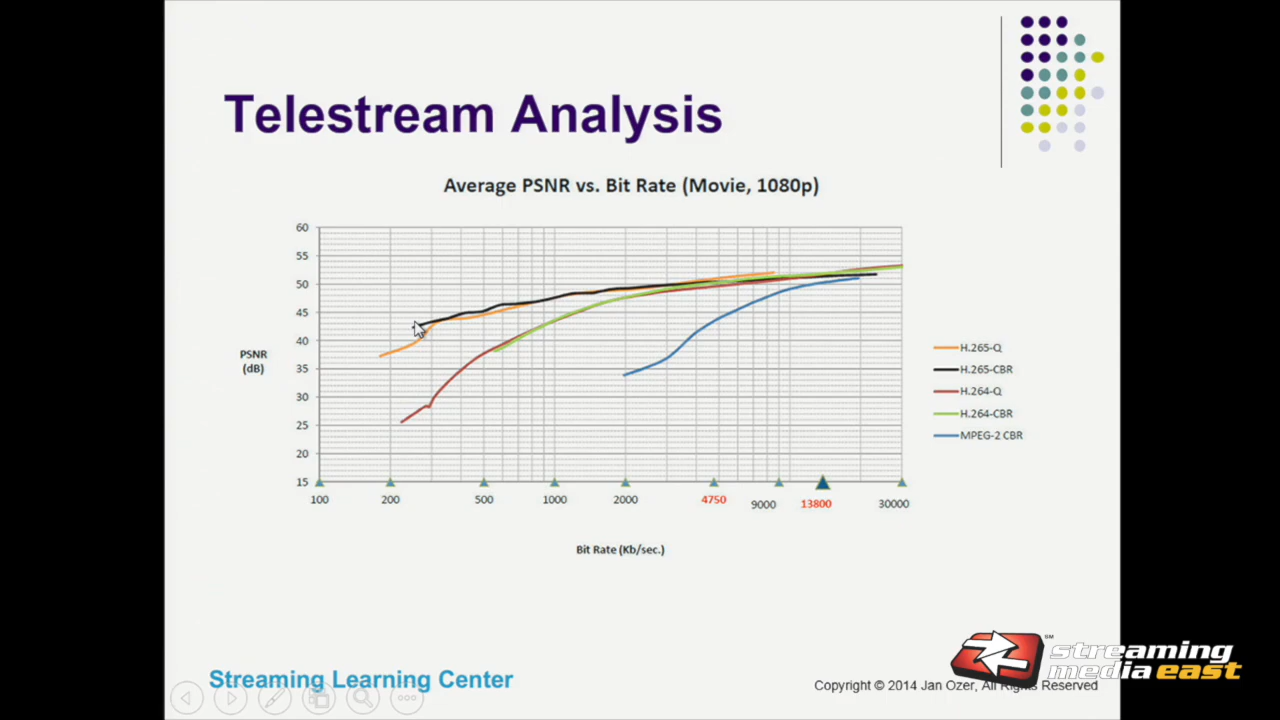 Telestream Analysis
Average PSNR vs. Bit Rate (Movie, 1080p)
60
55
50
45
40
35
30
25
20
15
PSNR
(dB)
100 200 500 1000 2000 4750 9000 13800 30000
Bit Rate (Kb/sec.)
H.265-Q
H.265-CBR
H.264-Q
H.264-CBR
MPEG-2 CBR
Streaming Learning Center
Copyright © 2014 Jan Ozer, All Rights Reserved
SM
streaming
media east